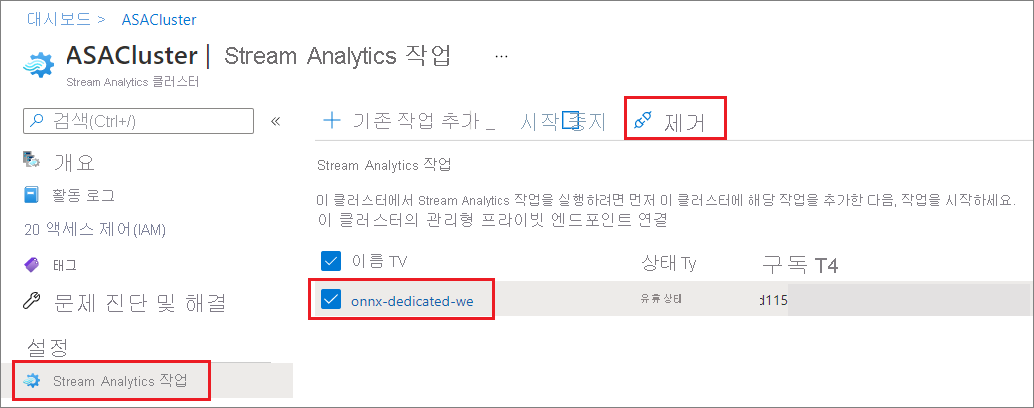 대시보드 > ASACluster
ASACluster | Stream Analytics 작업 ...
Stream Analytics 클러스터
검색(Ctrl+/) «
기존 작업 추가 _ 시작 중지 제거
개요
활동 로그
20 액세스 제어(IAM)
태그
문제 진단 및 해결
설정
Stream Analytics 작업
Stream Analytics 작업
이 클러스터에서 Stream Analytics 작업을 실행하려면 먼저 이 클러스터에 해당 작업을 추가한 다음, 작업을 시작하세요.
이 클러스터의 관리형 프라이빗 엔드포인트 연결
이름 TV 상태 Ty 구독 T4
onnx-dedicated-we 유휴 상태 d115